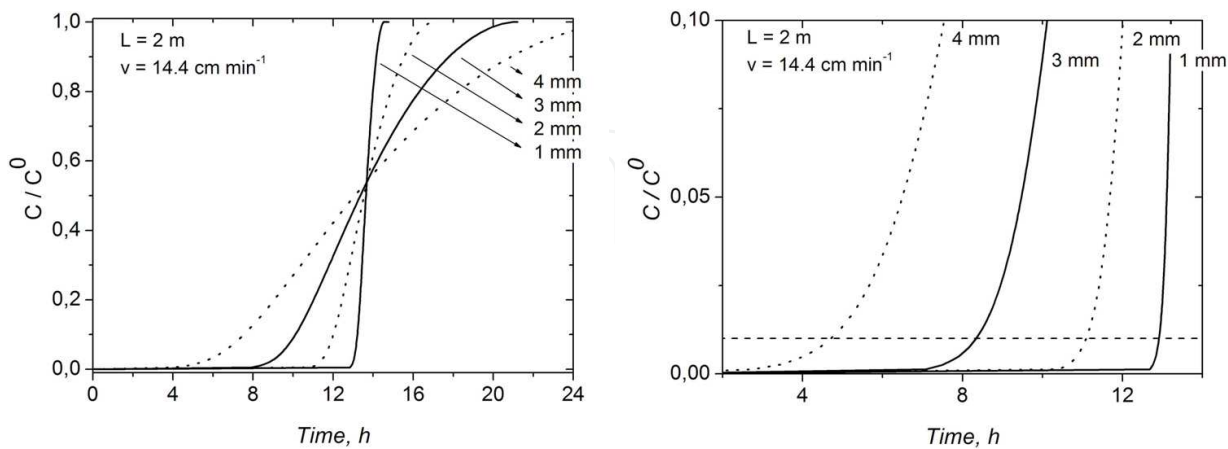 L = 2 m
v = 14.4 cm min⁻¹
4 mm
3 mm
2 mm
1 mm
C / C⁰
1,0
0,8
0,6
0,4
0,2
0,0
0 4 8 12 16 20 24
Time, h
L = 2 m
v = 14.4 cm min⁻¹
4 mm
2 mm
3 mm
1 mm
C / C⁰
0,10
0,05
0,00
4 8 12
Time, h